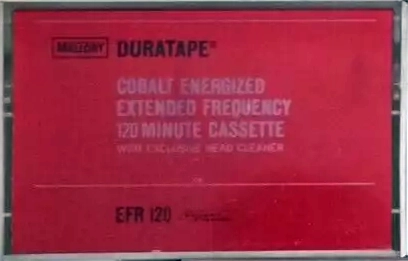 MALLORY DURATAPE®
COBALT ENERGIZED
EXTENDED FREQUENCY
120 MINUTE CASSETTE
WITH EXCLUSIVE HEAD CLEANER
EFR 120